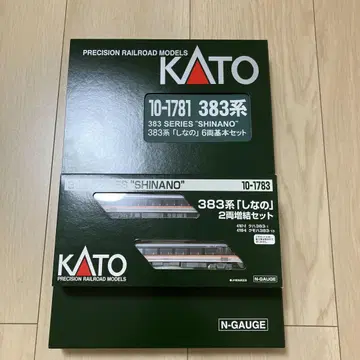 PRECISION RAILROAD MODELS
KATO
10-1781 383系
383 SERIES "SHINANO"
383系「しなの」6両基本セット
"SHINANO"
10-1783
383系「しなの」
2両増結セット
KATO
PRECISION RAILROAD MODELS
N-GAUGE
N-GAUGE